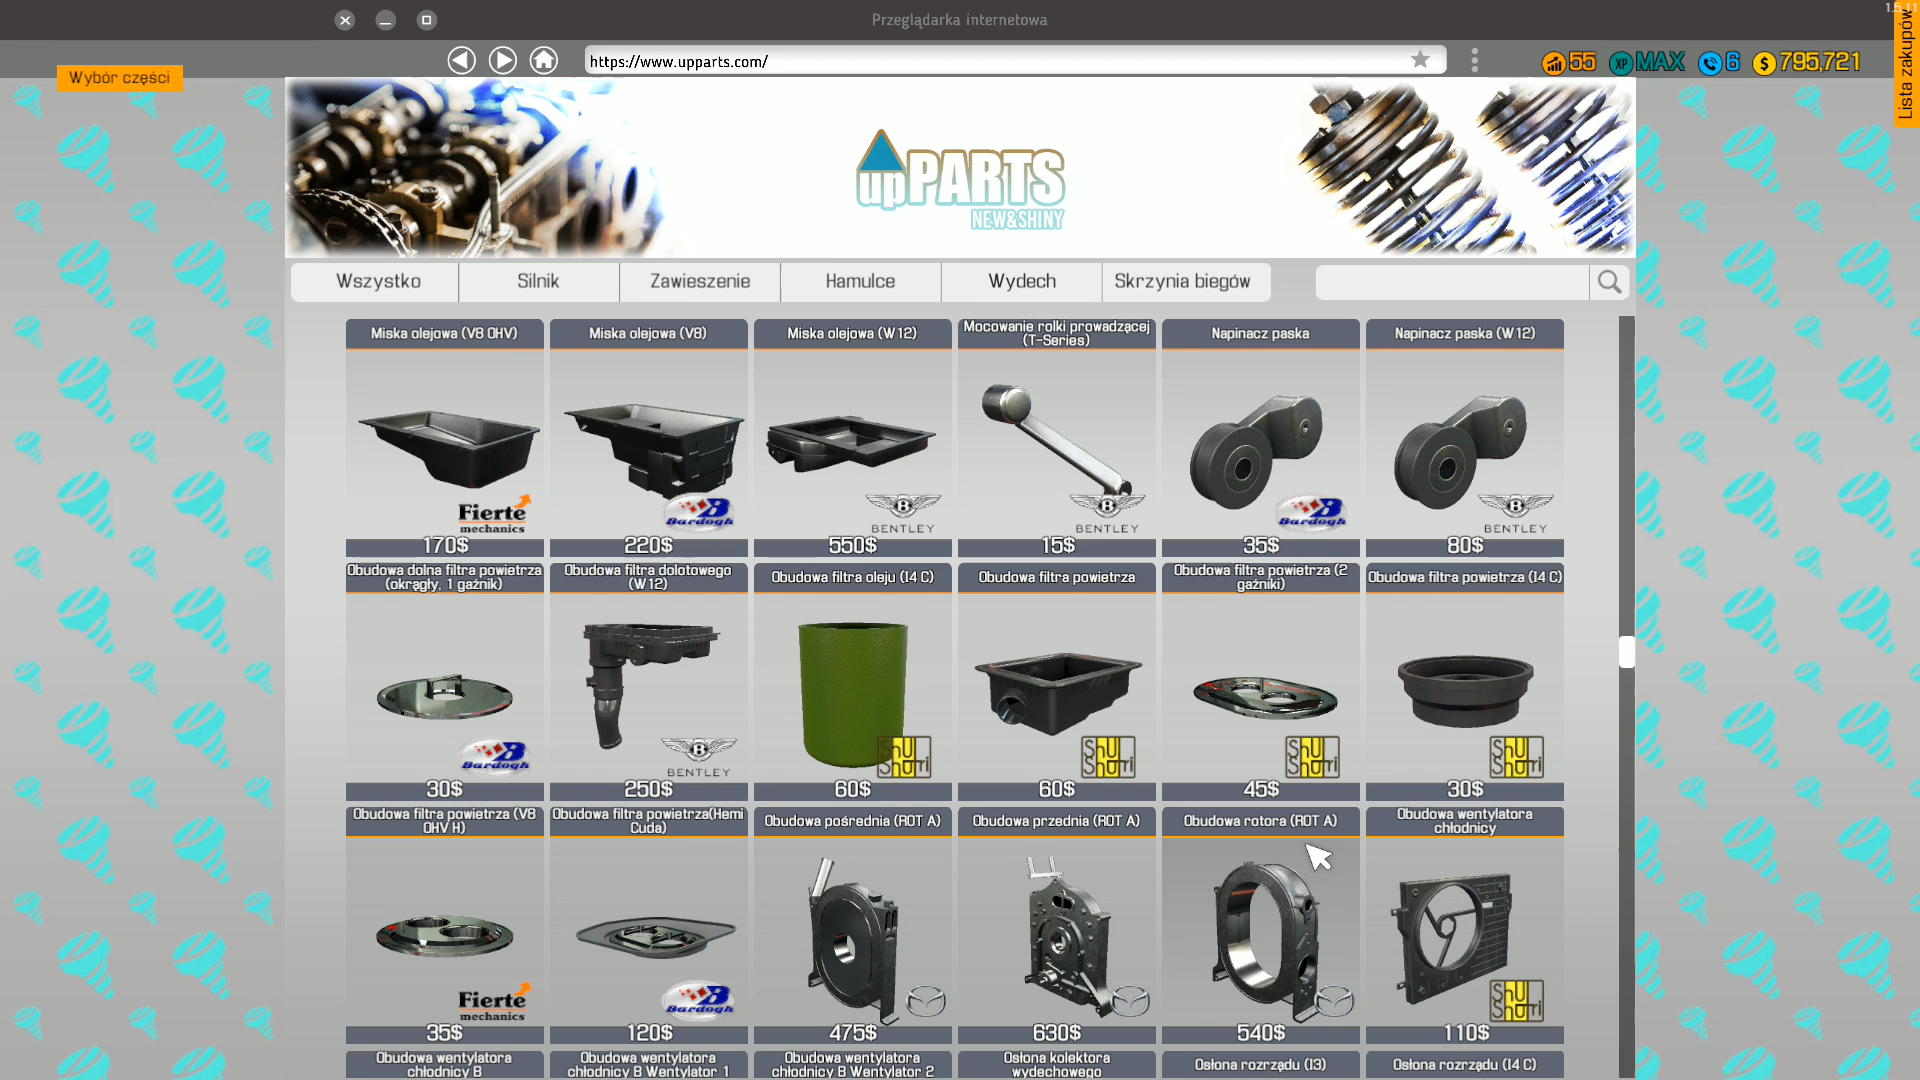 Przeglądarka internetowa
1.5.11
https://www.upparts.com/
55
XP MAX
6
$ 795,721
Wybór części
Lista zakupów
upPARTS
NEW&SHINY
Wszystko
Silnik
Zawieszenie
Hamulce
Wydech
Skrzynia biegów
Miska olejowa (V8 OHV)
Miska olejowa (V8)
Miska olejowa (W12)
Mocowanie rolki prowadzącej
(T-Series)
Napinacz paska
Napinacz paska (W12)
Fierte
mechanics
Bardogh
BENTLEY
BENTLEY
Bardogh
BENTLEY
170$
220$
550$
15$
35$
80$
Obudowa dolna filtra powietrza
(okrągły, 1 gaźnik)
Obudowa filtra dolotowego
(W12)
Obudowa filtra oleju (I4 C)
Obudowa filtra powietrza
Obudowa filtra powietrza (2
gaźniki)
Obudowa filtra powietrza (I4 C)
Bardogh
BENTLEY
30$
250$
60$
60$
45$
30$
Obudowa filtra powietrza (V8
OHV H)
Obudowa filtra powietrza(Hemi
Cuda)
Obudowa pośrednia (ROT A)
Obudowa przednia (ROT A)
Obudowa rotora (ROT A)
Obudowa wentylatora
chłodnicy
Fierte
mechanics
Bardogh
35$
120$
475$
630$
540$
110$
Obudowa wentylatora
chłodnicy B
Obudowa wentylatora
chłodnicy B Wentylator 1
Obudowa wentylatora
chłodnicy B Wentylator 2
Osłona kolektora
wydechowego
Osłona rozrządu (I3)
Osłona rozrządu (I4 C)